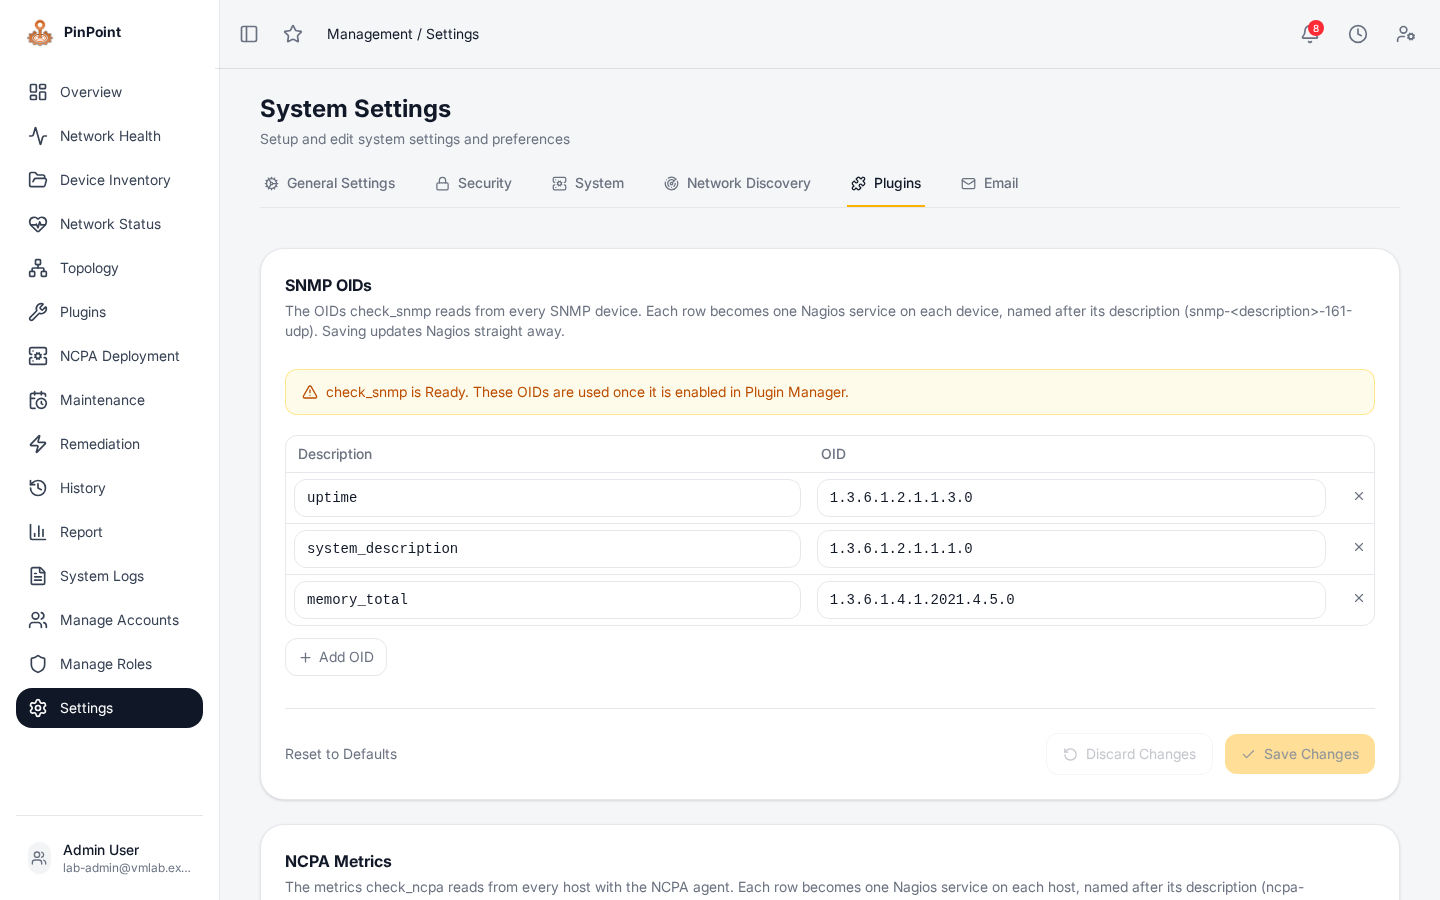 PinPoint
Management / Settings
8
Overview
Network Health
Device Inventory
Network Status
Topology
Plugins
NCPA Deployment
Maintenance
Remediation
History
Report
System Logs
Manage Accounts
Manage Roles
Settings
Admin User
lab-admin@vmlab.ex...
System Settings
Setup and edit system settings and preferences
General Settings
Security
System
Network Discovery
Plugins
Email
SNMP OIDs
The OIDs check_snmp reads from every SNMP device. Each row becomes one Nagios service on each device, named after its description (snmp-<description>-161-
udp). Saving updates Nagios straight away.
check_snmp is Ready. These OIDs are used once it is enabled in Plugin Manager.
Description OID
uptime 1.3.6.1.2.1.1.3.0
system_description 1.3.6.1.2.1.1.1.0
memory_total 1.3.6.1.4.1.2021.4.5.0
Add OID
Reset to Defaults
Discard Changes
Save Changes
NCPA Metrics
The metrics check_ncpa reads from every host with the NCPA agent. Each row becomes one Nagios service on each host, named after its description (ncpa-